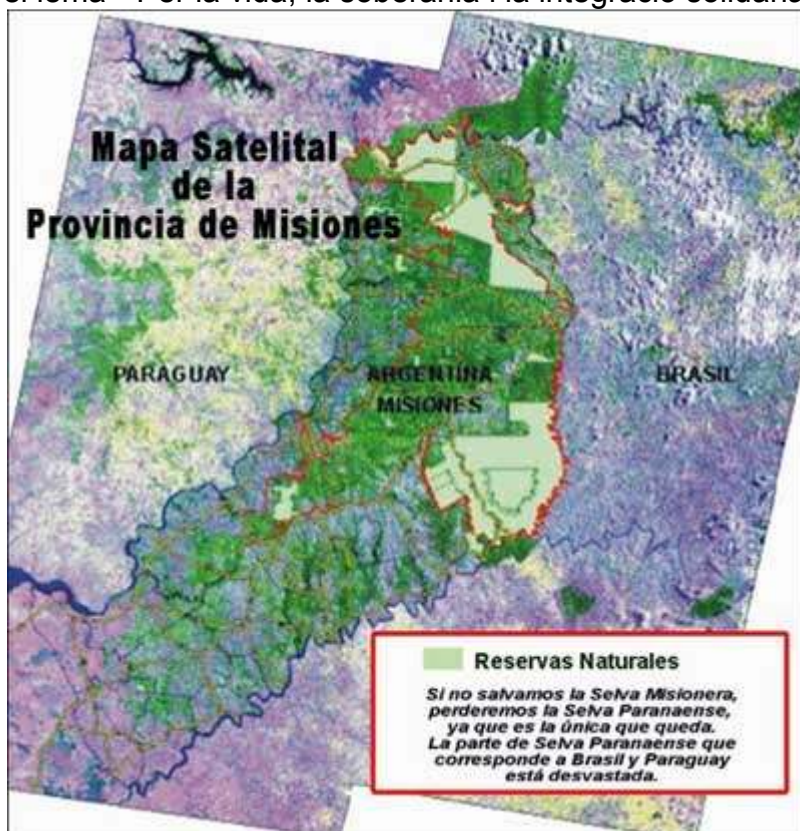 Mapa Satelital
de la
Provincia de Misiones
PARAGUAY
ARGENTINA
MISIONES
BRASIL
Reservas Naturales
Si no salvamos la Selva Misionera,
perderemos la Selva Paranaense,
ya que es la única que queda.
La parte de Selva Paranaense que
corresponde a Brasil y Paraguay
está desvastada.